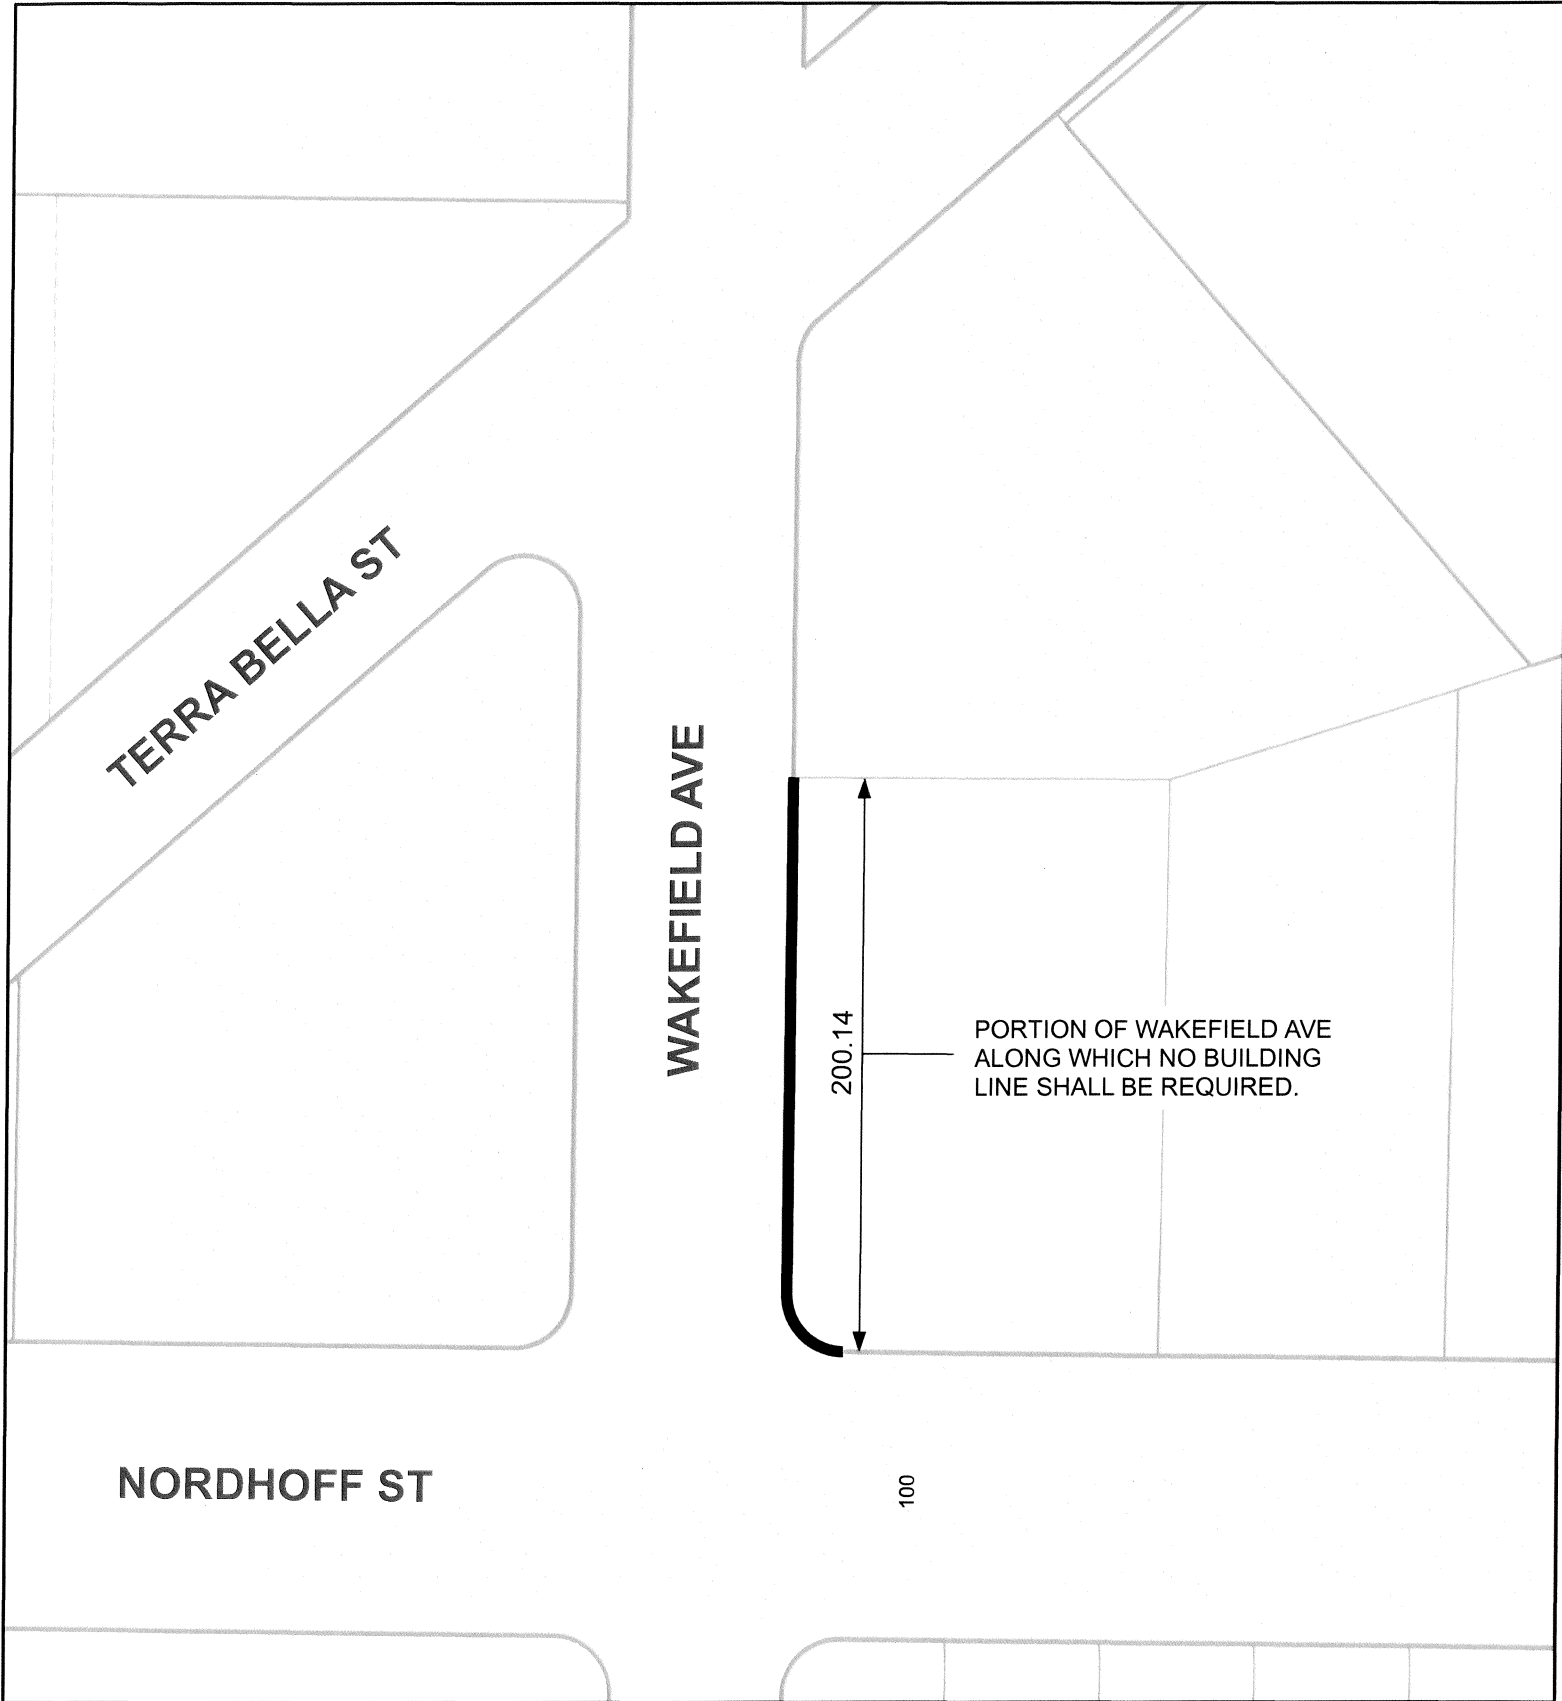 TERRA BELLA ST
WAKEFIELD AVE
200.14
PORTION OF WAKEFIELD AVE
ALONG WHICH NO BUILDING
LINE SHALL BE REQUIRED.
NORDHOFF ST
100